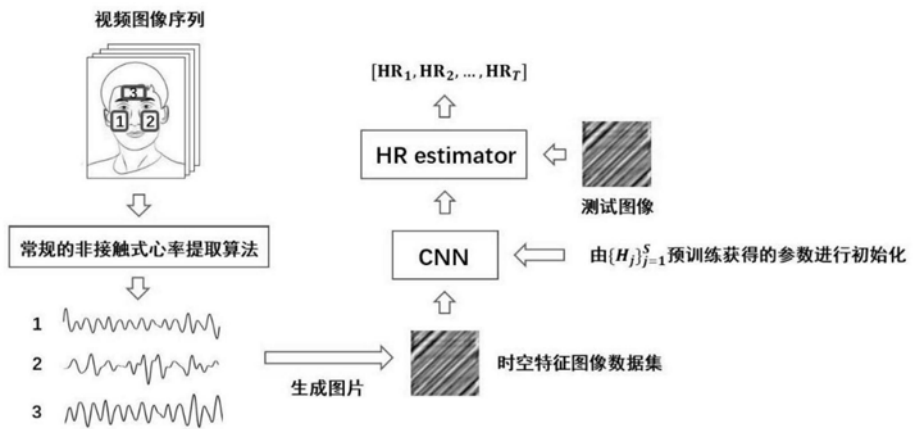 视频图像序列
3
1
2
常规的非接触式心率提取算法
1
2
3
生成图片
时空特征图像数据集
CNN
由{H_j}_{j=1}^S预训练获得的参数进行初始化
HR estimator
测试图像
[HR₁, HR₂, ..., HR_T]